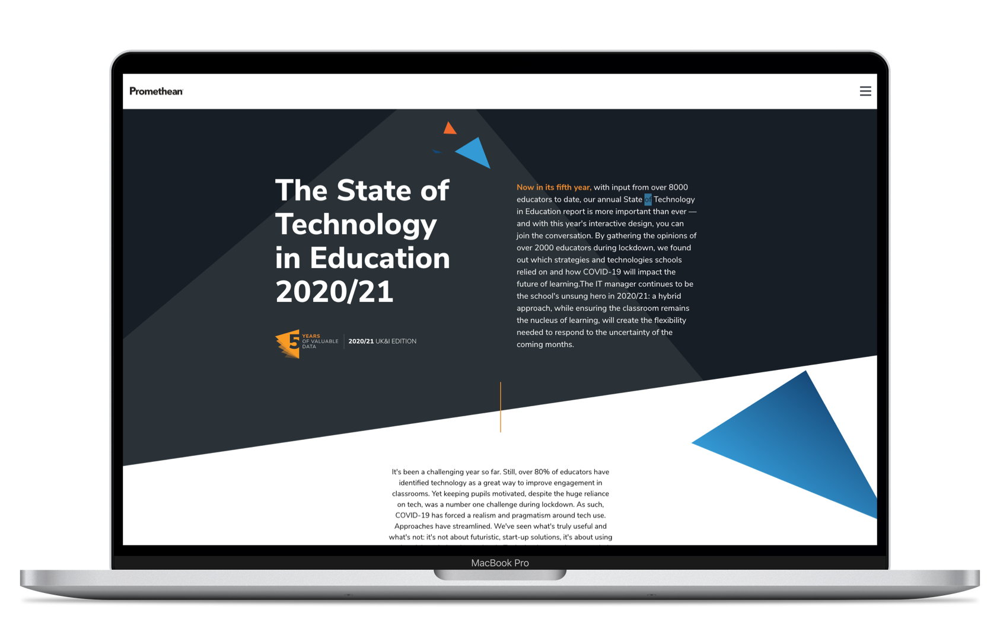 Promethean
The State of
Technology
in Education
2020/21
5 YEARS
OF VALUABLE
DATA
2020/21 UK&I EDITION
Now in its fifth year, with input from over 8000
educators to date, our annual State of Technology
in Education report is more important than ever —
and with this year's interactive design, you can
join the conversation. By gathering the opinions of
over 2000 educators during lockdown, we found
out which strategies and technologies schools
relied on and how COVID-19 will impact the
future of learning.The IT manager continues to be
the school's unsung hero in 2020/21: a hybrid
approach, while ensuring the classroom remains
the nucleus of learning, will create the flexibility
needed to respond to the uncertainty of the
coming months.
It's been a challenging year so far. Still, over 80% of educators have
identified technology as a great way to improve engagement in
classrooms. Yet keeping pupils motivated, despite the huge reliance
on tech, was a number one challenge during lockdown. As such,
COVID-19 has forced a realism and pragmatism around tech use.
Approaches have streamlined. We've seen what's truly useful and
what's not: it's not about futuristic, start-up solutions, it's about using
MacBook Pro